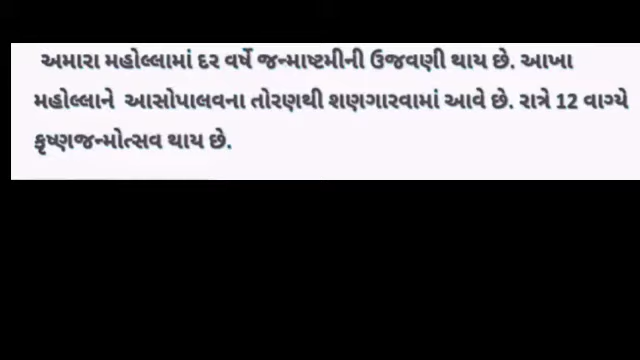 અમારા મહોલ્લામાં દર વર્ષે જન્માષ્ટમીની ઉજવણી થાય છે. આખા
મહોલ્લાને આસોપાલવના તોરણથી શણગારવામાં આવે છે. રાત્રે 12 વાગ્યે
કૃષ્ણજન્મોત્સવ થાય છે.